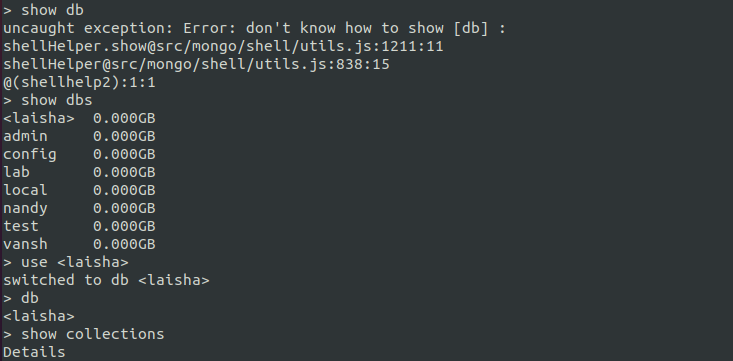 > show db
uncaught exception: Error: don't know how to show [db] :
shellHelper.show@src/mongo/shell/utils.js:1211:11
shellHelper@src/mongo/shell/utils.js:838:15
@(shellhelp2):1:1
> show dbs
<laisha>  0.000GB
admin     0.000GB
config    0.000GB
lab       0.000GB
local     0.000GB
nandy     0.000GB
test      0.000GB
vansh     0.000GB
> use <laisha>
switched to db <laisha>
> db
<laisha>
> show collections
Details